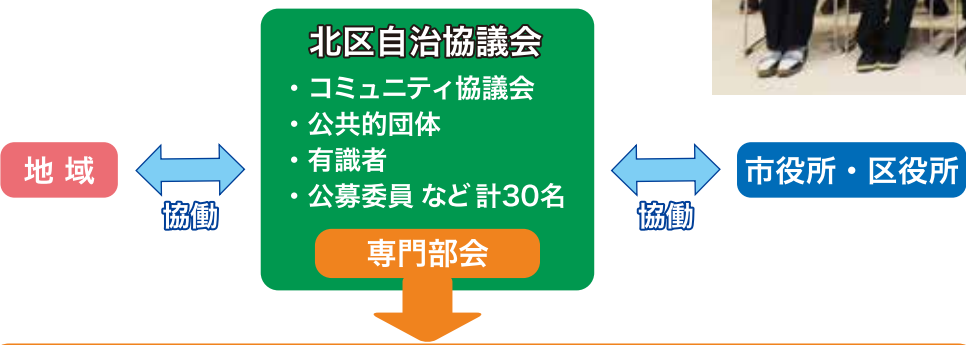 北区自治協議会
・コミュニティ協議会
・公共的団体
・有識者
・公募委員 など 計30名
専門部会
地 域
協働
協働
市役所・区役所